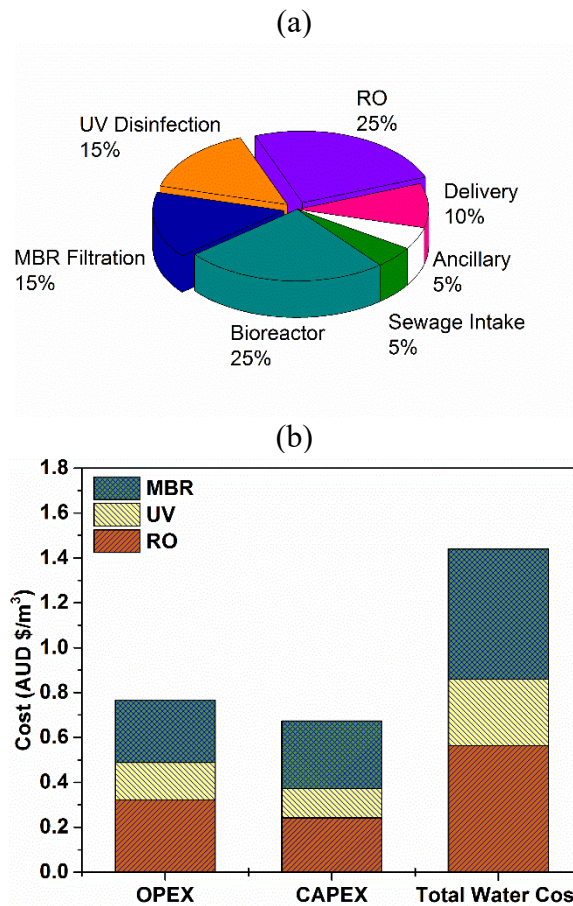 (a)
RO
25%
UV Disinfection
15%
Delivery
10%
MBR Filtration
15%
Ancillary
5%
Bioreactor
25%
Sewage Intake
5%
(b)
1.8
1.6
1.4
1.2
1.0
0.8
0.6
0.4
0.2
0.0
Cost (AUD $/m³)
MBR
UV
RO
OPEX
CAPEX
Total Water Cos